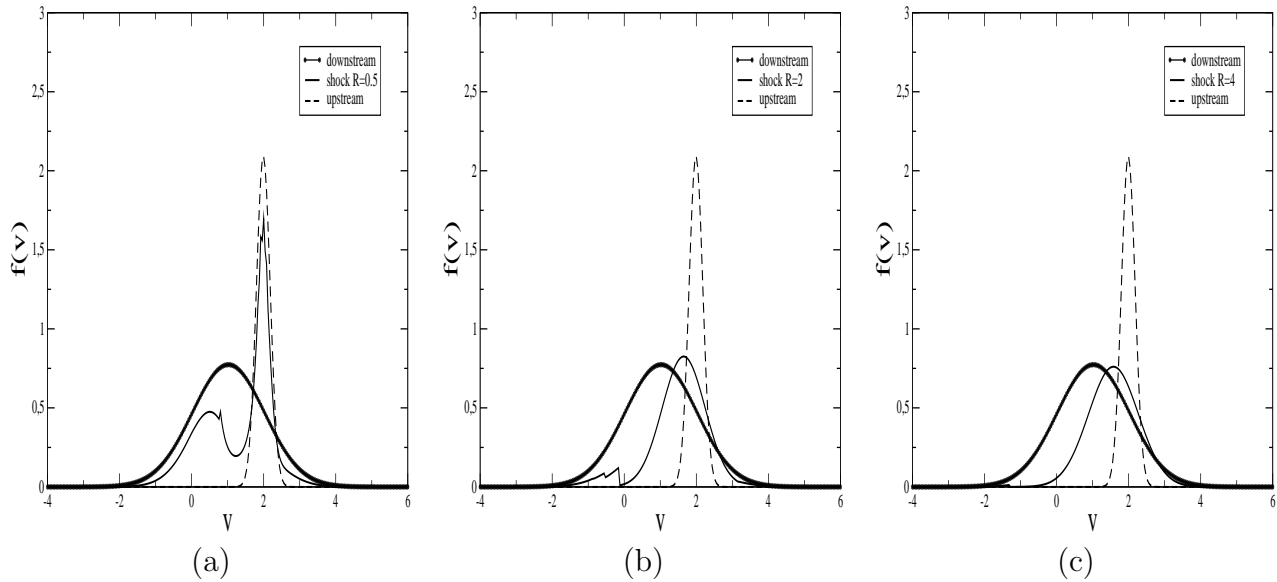 3
2,5
2
1,5
1
0,5
0
-4
-2
0
2
4
6
V
f(v)
downstream
shock R=0.5
upstream
(a)
3
2,5
2
1,5
1
0,5
0
-4
-2
0
2
4
6
V
f(v)
downstream
shock R=2
upstream
(b)
3
2,5
2
1,5
1
0,5
0
-4
-2
0
2
4
6
V
f(v)
downstream
shock R=4
upstream
(c)